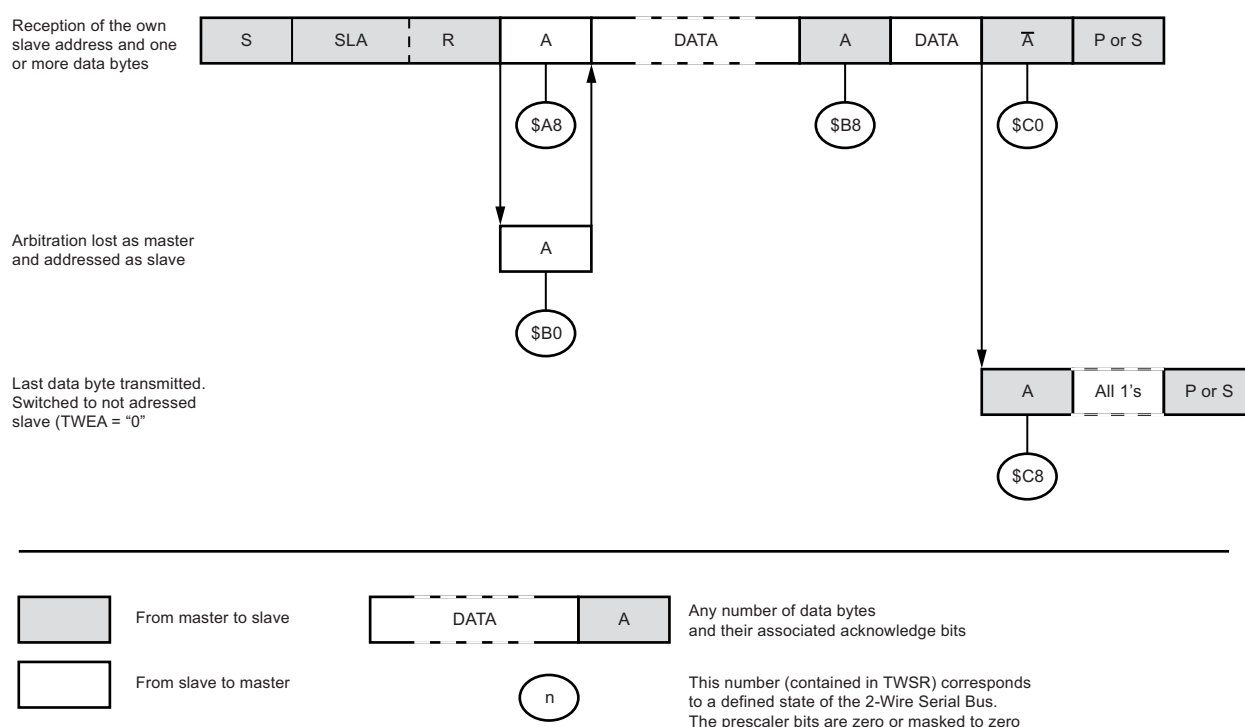 Reception of the own
slave address and one
or more data bytes
S SLA R A DATA A DATA A̅ P or S
$A8 $B8 $C0
Arbitration lost as master
and addressed as slave
A
$B0
Last data byte transmitted.
Switched to not adressed
slave (TWEA = “0”
A All 1's P or S
$C8
From master to slave
DATA A
Any number of data bytes
and their associated acknowledge bits
From slave to master
n
This number (contained in TWSR) corresponds
to a defined state of the 2-Wire Serial Bus.
The prescaler bits are zero or masked to zero